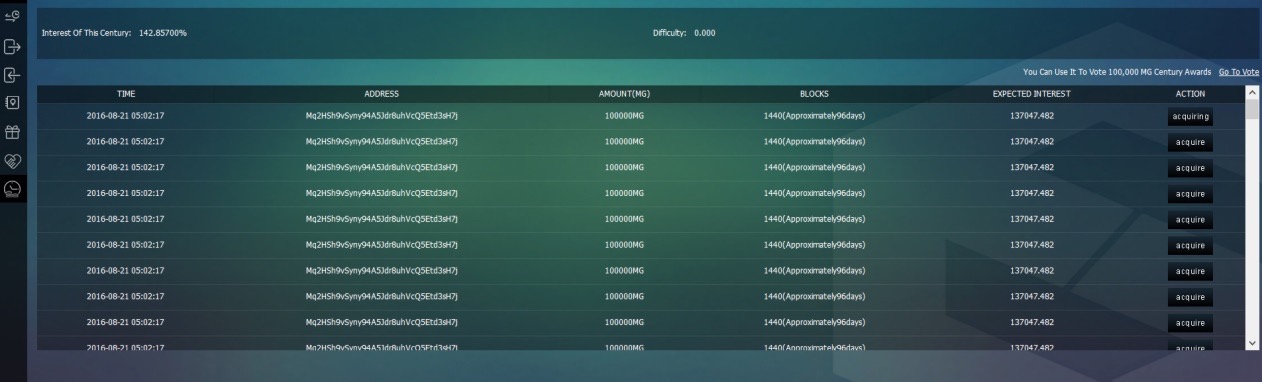 Interest Of This Century: 142.85700% Difficulty: 0.000
You Can Use It To Vote 100,000 MG Century Awards Go To Vote
TIME ADDRESS AMOUNT(MG) BLOCKS EXPECTED INTEREST ACTION
2016-08-21 05:02:17 Mq2HSh9vSyny94A5Jdr8uhVcQ5Etd3sH7j 100000MG 1440(Approximately96days) 137047.482 acquiring
2016-08-21 05:02:17 Mq2HSh9vSyny94A5Jdr8uhVcQ5Etd3sH7j 100000MG 1440(Approximately96days) 137047.482 acquire
2016-08-21 05:02:17 Mq2HSh9vSyny94A5Jdr8uhVcQ5Etd3sH7j 100000MG 1440(Approximately96days) 137047.482 acquire
2016-08-21 05:02:17 Mq2HSh9vSyny94A5Jdr8uhVcQ5Etd3sH7j 100000MG 1440(Approximately96days) 137047.482 acquire
2016-08-21 05:02:17 Mq2HSh9vSyny94A5Jdr8uhVcQ5Etd3sH7j 100000MG 1440(Approximately96days) 137047.482 acquire
2016-08-21 05:02:17 Mq2HSh9vSyny94A5Jdr8uhVcQ5Etd3sH7j 100000MG 1440(Approximately96days) 137047.482 acquire
2016-08-21 05:02:17 Mq2HSh9vSyny94A5Jdr8uhVcQ5Etd3sH7j 100000MG 1440(Approximately96days) 137047.482 acquire
2016-08-21 05:02:17 Mq2HSh9vSyny94A5Jdr8uhVcQ5Etd3sH7j 100000MG 1440(Approximately96days) 137047.482 acquire
2016-08-21 05:02:17 Mq2HSh9vSyny94A5Jdr8uhVcQ5Etd3sH7j 100000MG 1440(Approximately96days) 137047.482 acquire
2016-08-21 05:02:17 Mq2HSh9vSyny94A5Jdr8uhVcQ5Etd3sH7j 100000MG 1440(Approximately96days) 137047.482 acquire